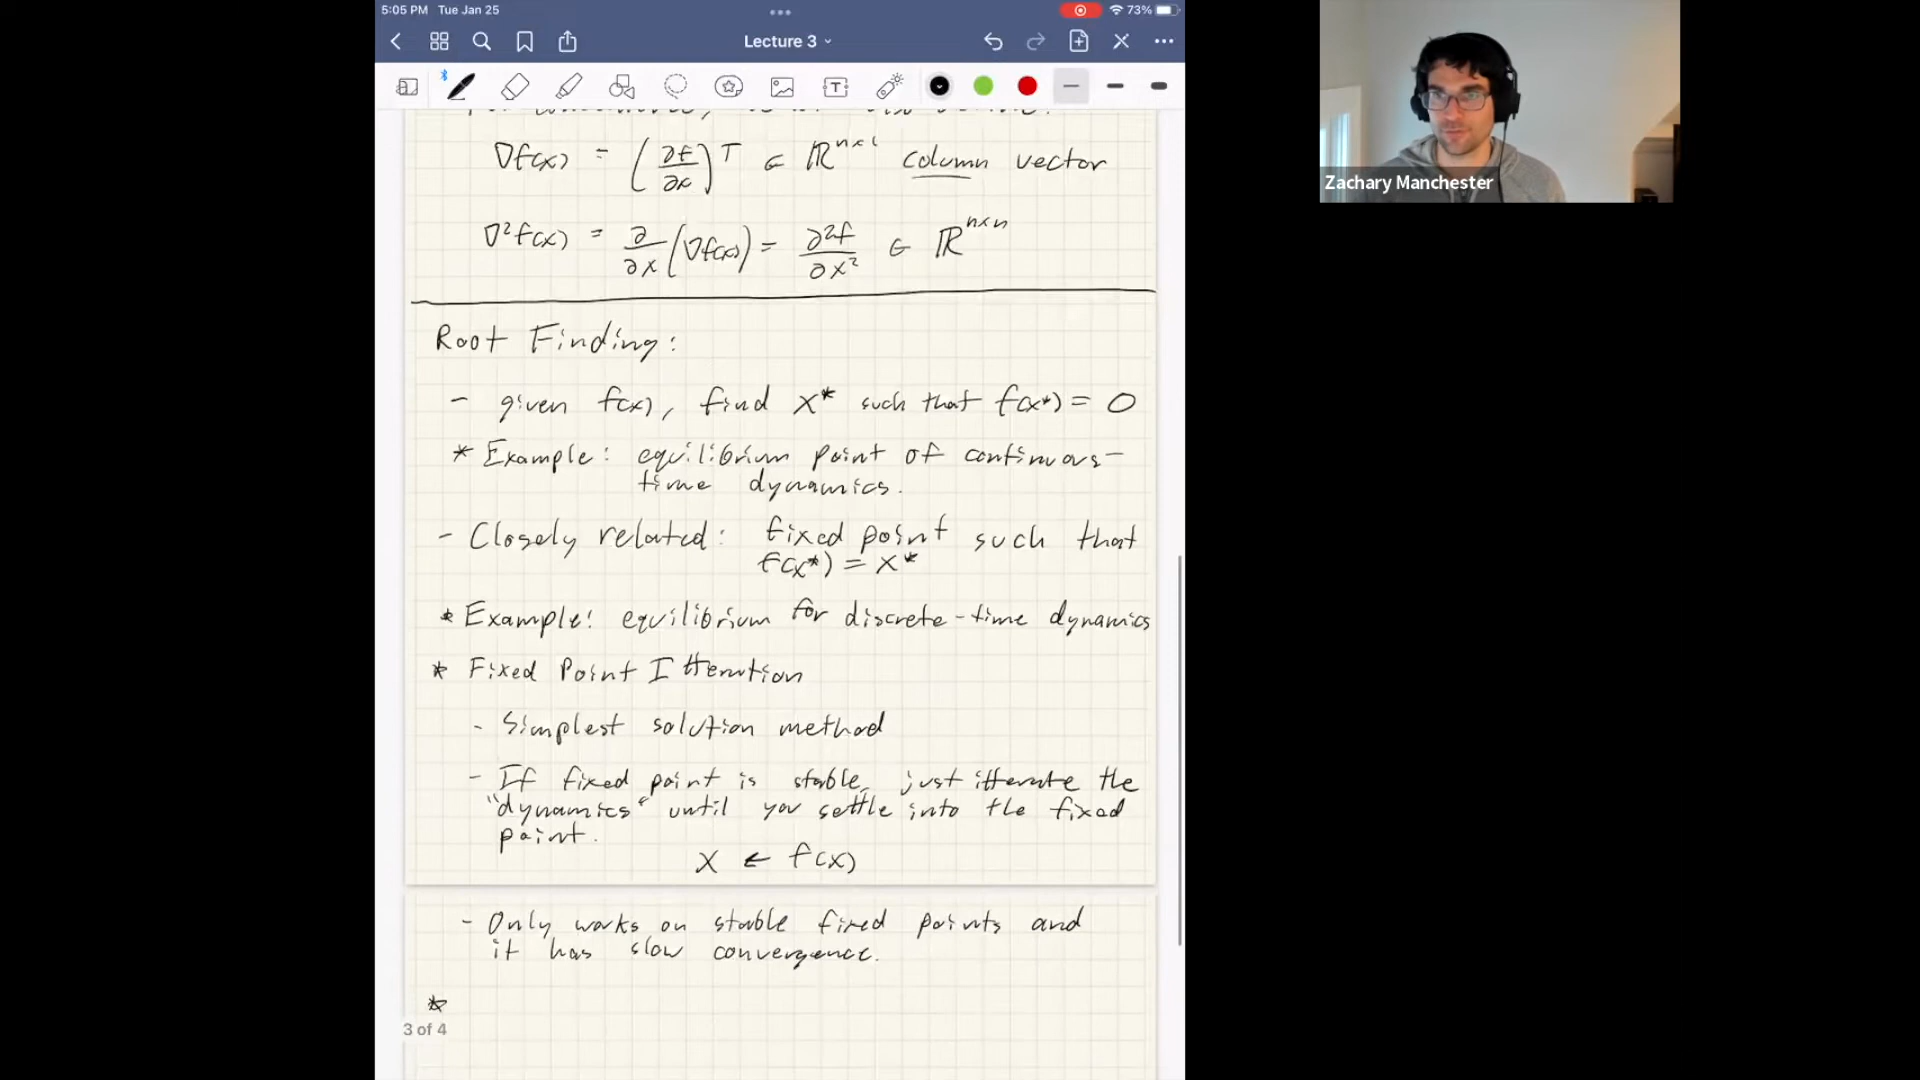 5:05 PM Tue Jan 25
73%
Lecture 3
∇f(x) = (∂f/∂x)^T ∈ ℝ^{n×1} column vector
∇²f(x) = ∂/∂x (∇f(x)) = ∂²f/∂x² ∈ ℝ^{n×n}
Root Finding:
- given f(x), find x* such that f(x*) = 0
* Example: equilibrium point of continuous-
time dynamics.
- Closely related: fixed point such that
f(x*) = x*
* Example: equilibrium for discrete-time dynamics
* Fixed Point Itteration
- Simplest solution method
- If fixed point is stable, just itterate the
"dynamics" until you settle into the fixed
point.
x ← f(x)
- Only works on stable fixed points and
it has slow convergence.
*
3 of 4
Zachary Manchester